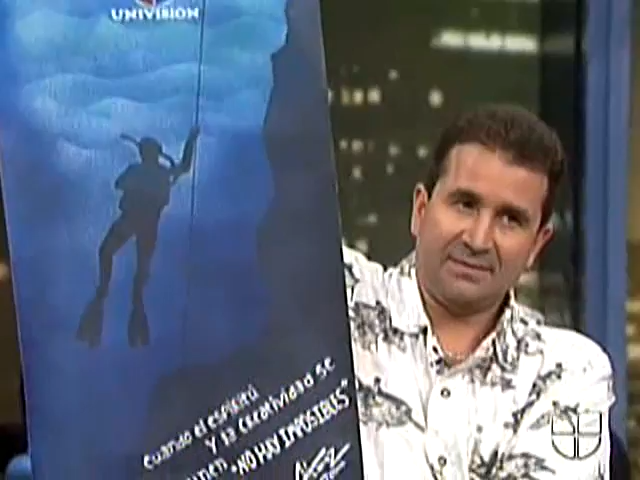 UNIVISION
Cuando el espíritu
y la creatividad se
unen
"NO HAY IMPOSIBLES"